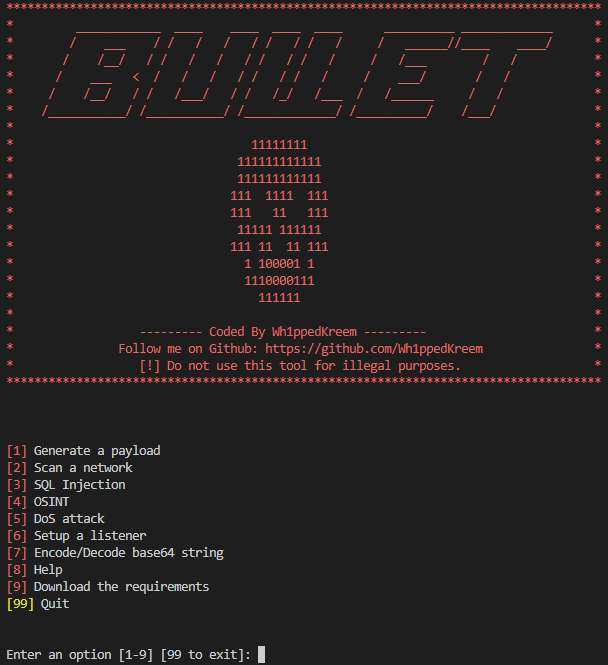 BULLET
11111111
111111111111
111111111111
111 1111 111
111 11 111
11111 111111
111 11 11 111
1 100001 1
1110000111
111111
--------- Coded By Wh1ppedKreem ---------
Follow me on Github: https://github.com/Wh1ppedKreem
[!] Do not use this tool for illegal purposes.
[1] Generate a payload
[2] Scan a network
[3] SQL Injection
[4] OSINT
[5] DoS attack
[6] Setup a listener
[7] Encode/Decode base64 string
[8] Help
[9] Download the requirements
[99] Quit
Enter an option [1-9] [99 to exit]: